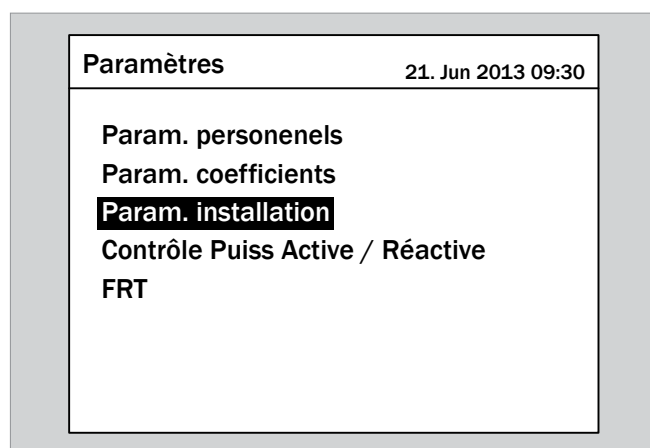 Paramètres
21. Jun 2013 09:30
Param. personenels
Param. coefficients
Param. installation
Contrôle Puiss Active / Réactive
FRT